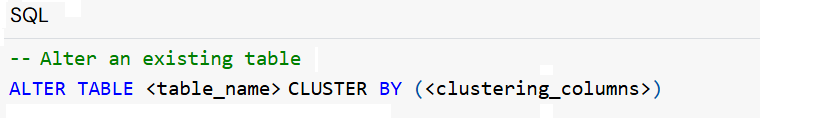 SQL
-- Alter an existing table
ALTER TABLE <table_name> CLUSTER BY (<clustering_columns>)